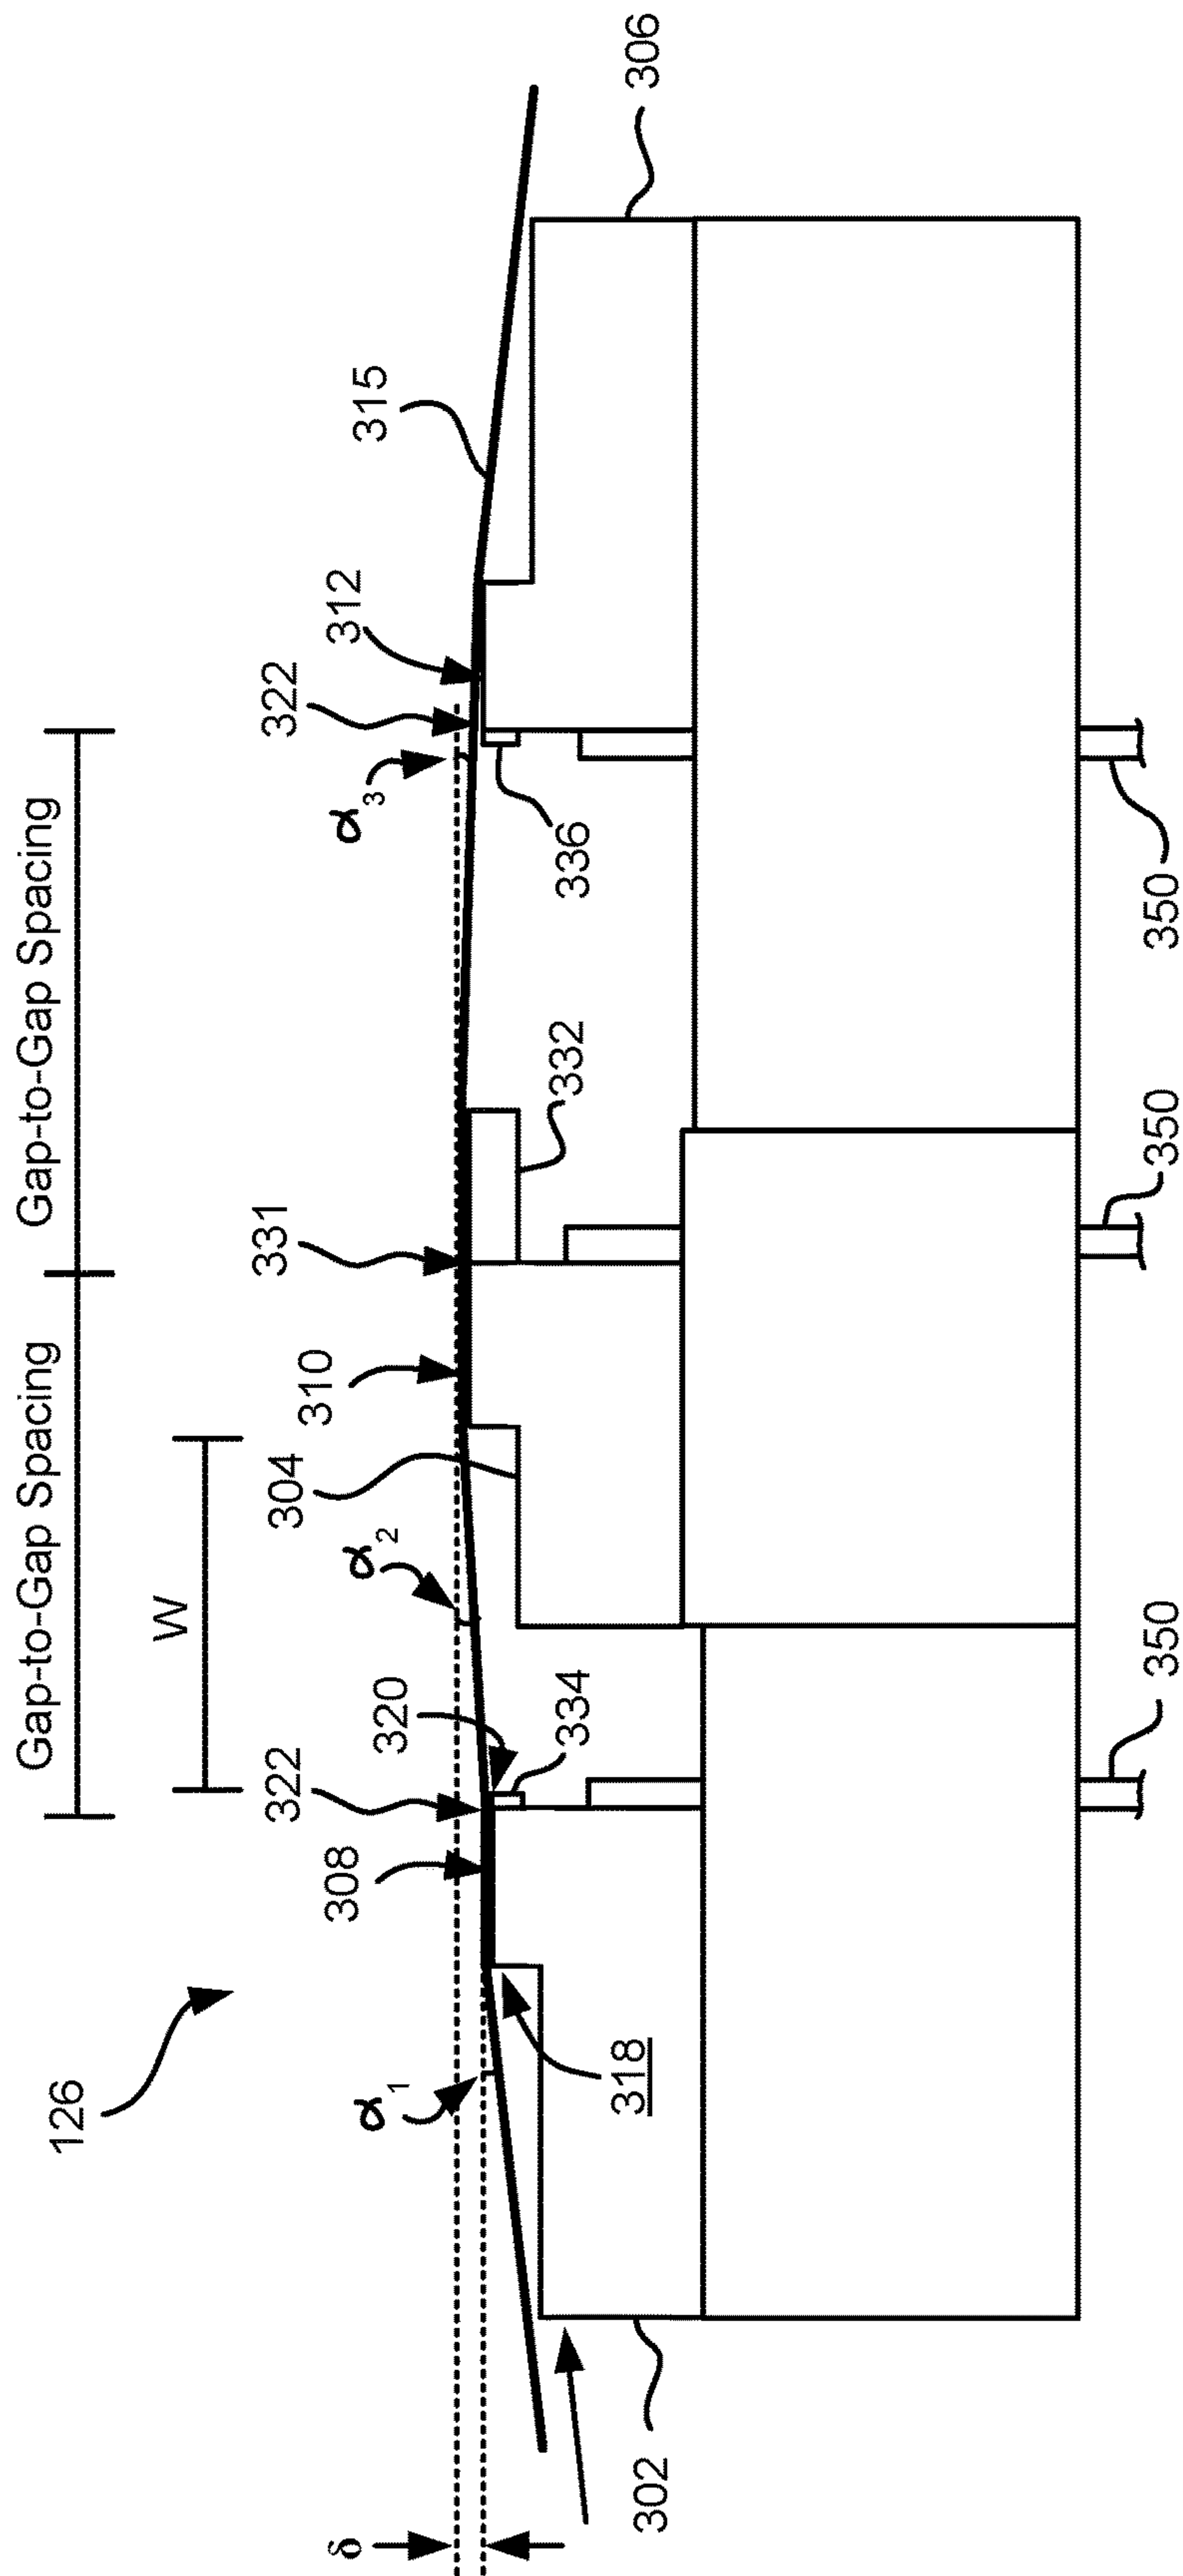 Gap-to-Gap Spacing
Gap-to-Gap Spacing
W
126
δ
α1
308
322
320
334
α2
304
310
331
332
α3
322
312
336
315
306
318
302
350
350
350